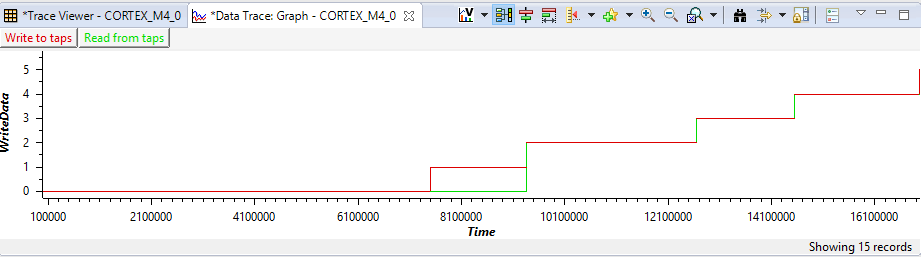 *Trace Viewer - CORTEX_M4_0 *Data Trace: Graph - CORTEX_M4_0
Write to taps Read from taps
WriteData
5
4
3
2
1
0
100000 2100000 4100000 6100000 8100000 10100000 12100000 14100000 16100000
Time
Showing 15 records